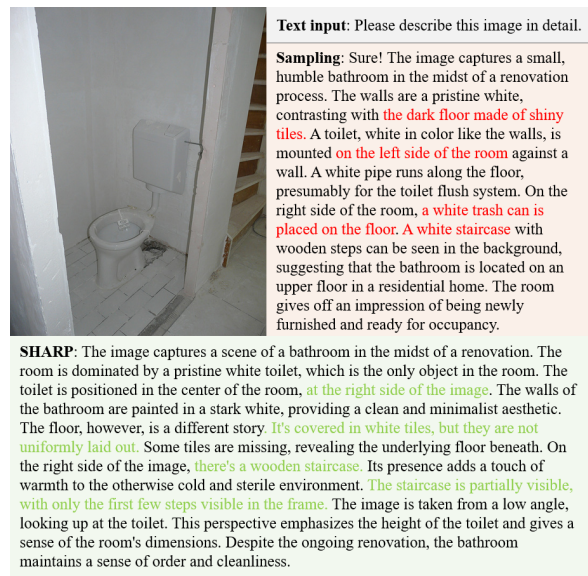 Text input: Please describe this image in detail.
Sampling: Sure! The image captures a small,
humble bathroom in the midst of a renovation
process. The walls are a pristine white,
contrasting with the dark floor made of shiny
tiles. A toilet, white in color like the walls, is
mounted on the left side of the room against a
wall. A white pipe runs along the floor,
presumably for the toilet flush system. On the
right side of the room, a white trash can is
placed on the floor. A white staircase with
wooden steps can be seen in the background,
suggesting that the bathroom is located on an
upper floor in a residential home. The room
gives off an impression of being newly
furnished and ready for occupancy.
SHARP: The image captures a scene of a bathroom in the midst of a renovation. The
room is dominated by a pristine white toilet, which is the only object in the room. The
toilet is positioned in the center of the room, at the right side of the image. The walls of
the bathroom are painted in a stark white, providing a clean and minimalist aesthetic.
The floor, however, is a different story. It's covered in white tiles, but they are not
uniformly laid out. Some tiles are missing, revealing the underlying floor beneath. On
the right side of the image, there's a wooden staircase. Its presence adds a touch of
warmth to the otherwise cold and sterile environment. The staircase is partially visible,
with only the first few steps visible in the frame. The image is taken from a low angle,
looking up at the toilet. This perspective emphasizes the height of the toilet and gives a
sense of the room's dimensions. Despite the ongoing renovation, the bathroom
maintains a sense of order and cleanliness.